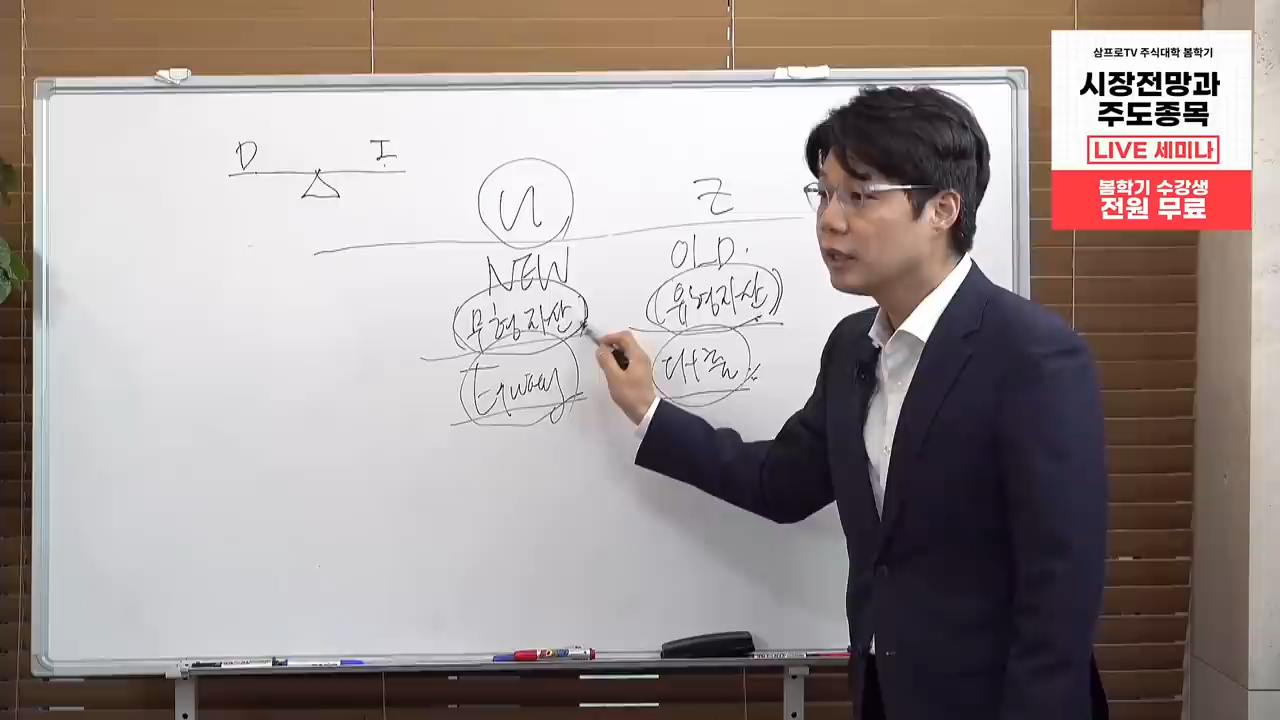 삼프로TV 주식대학 봄학기
시장전망과
주도종목
LIVE 세미나
봄학기 수강생
전원 무료
D I
N Z
NEW OLD.
무형자산 (유형자산)